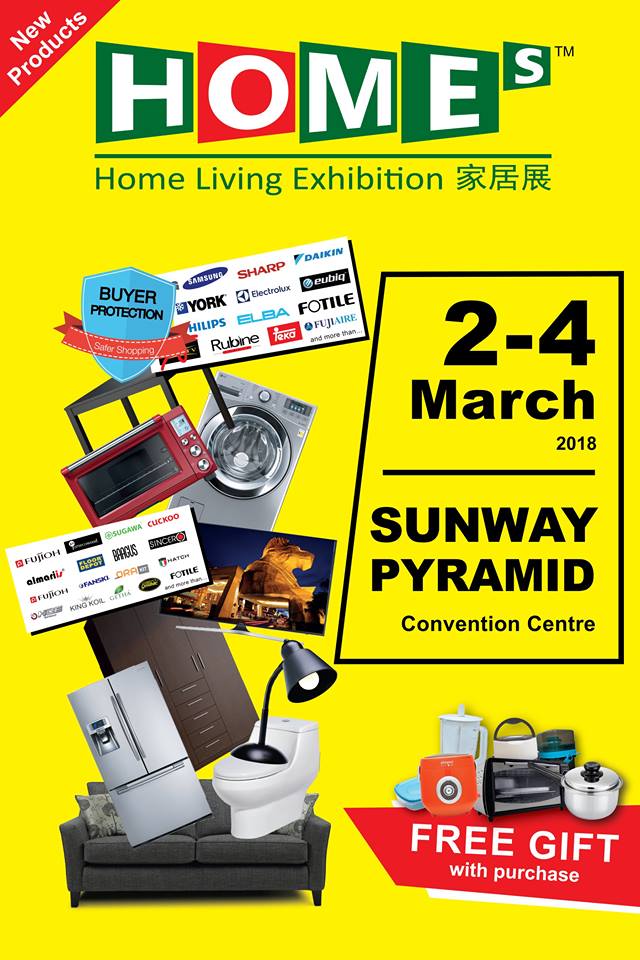 New
Products
HOMEs™
Home Living Exhibition 家居展
BUYER
PROTECTION
Safer Shopping
SAMSUNG SHARP DAIKIN
YORK Electrolux eubiq
PHILIPS ELBA FOTILE
Rubine Teka FUJIAIRE
and more than...
2-4
March
2018
SUNWAY
PYRAMID
Convention Centre
SUGAWA CUCKOO
FUJIOH FLOOR DEPOT BARGUS SINCERO
almaris FANSKI HATCH
FUJIOH KING KOIL GETHA FOTILE
and more than...
FREE GIFT
with purchase